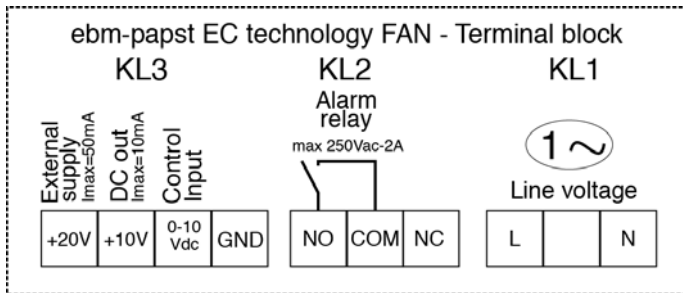 ebm-papst EC technology FAN - Terminal block
KL3
KL2
KL1
External
supply
Imax=50mA
DC out
Imax=10mA
Control
Input
Alarm
relay
max 250Vac-2A
1 ~
Line voltage
+20V
+10V
0-10
Vdc
GND
NO
COM
NC
L
N